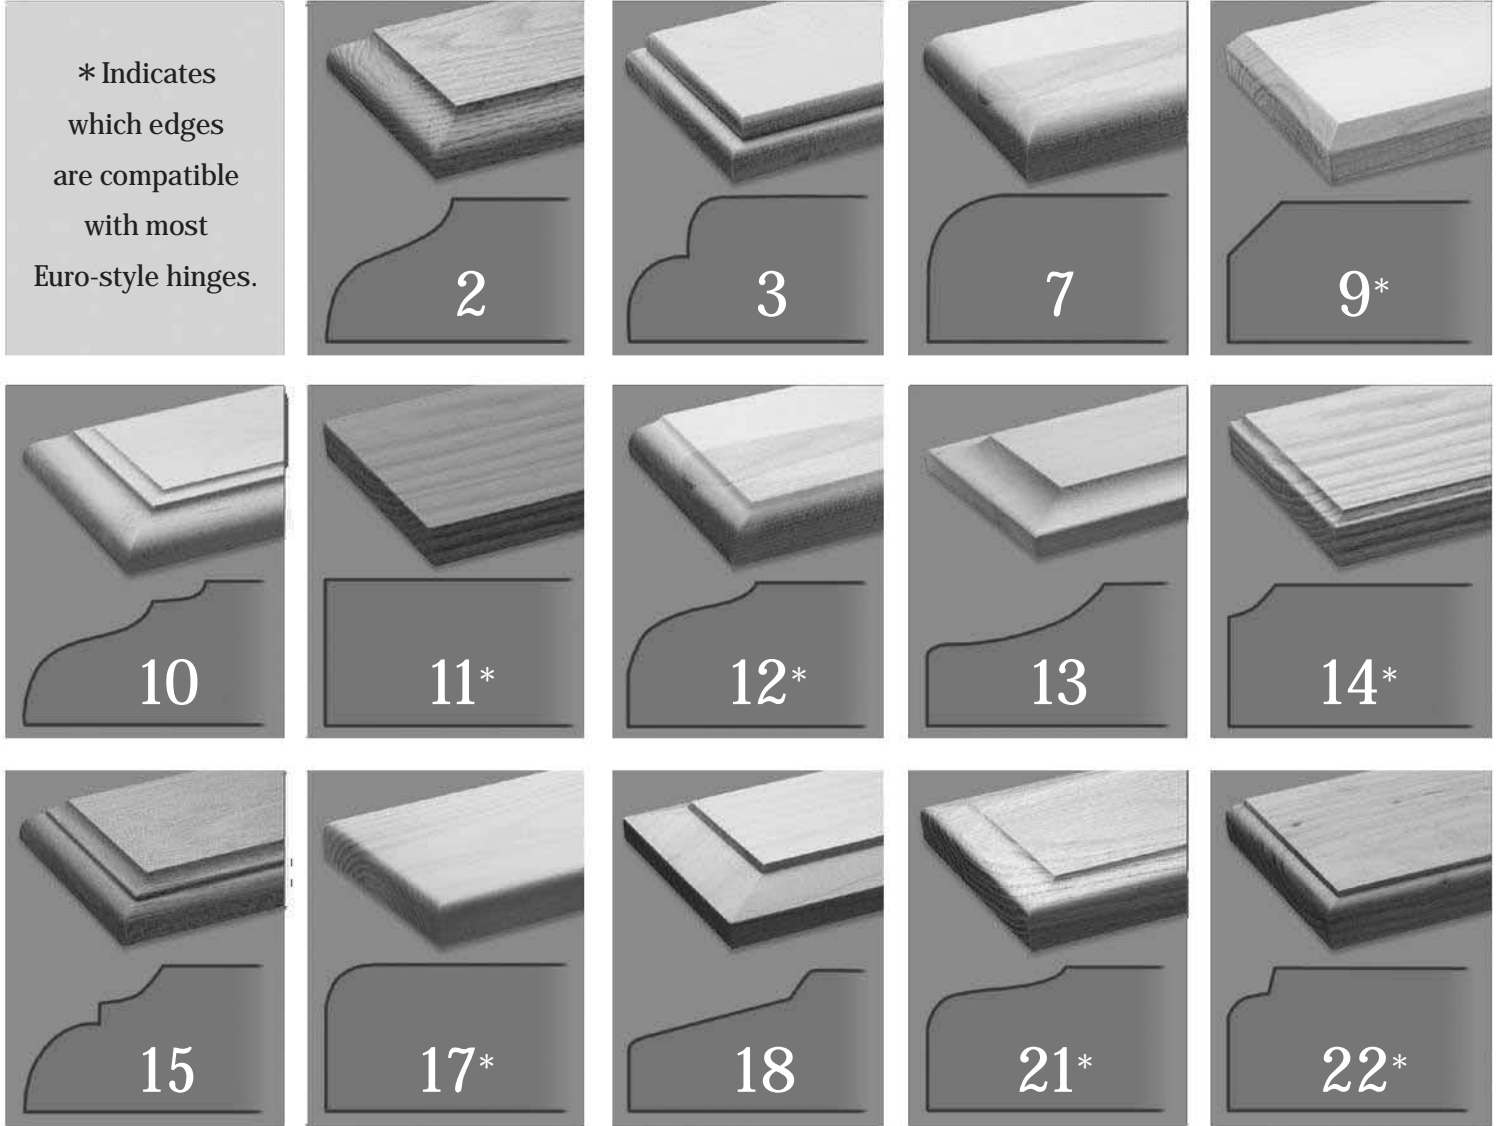 * Indicates
which edges
are compatible
with most
Euro-style hinges.
2
3
7
9*
10
11*
12*
13
14*
15
17*
18
21*
22*